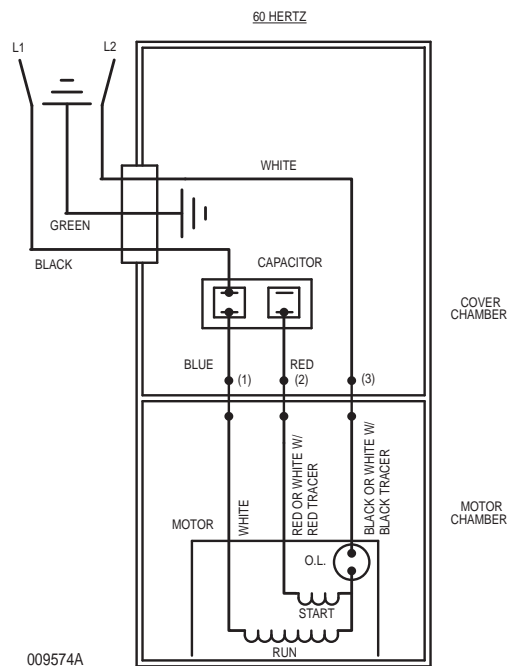 60 HERTZ
L1
L2
WHITE
GREEN
BLACK
CAPACITOR
COVER
CHAMBER
BLUE
RED
(1)
(2)
(3)
WHITE
RED OR WHITE W/
RED TRACER
BLACK OR WHITE W/
BLACK TRACER
MOTOR
CHAMBER
MOTOR
O.L.
START
RUN
009574A